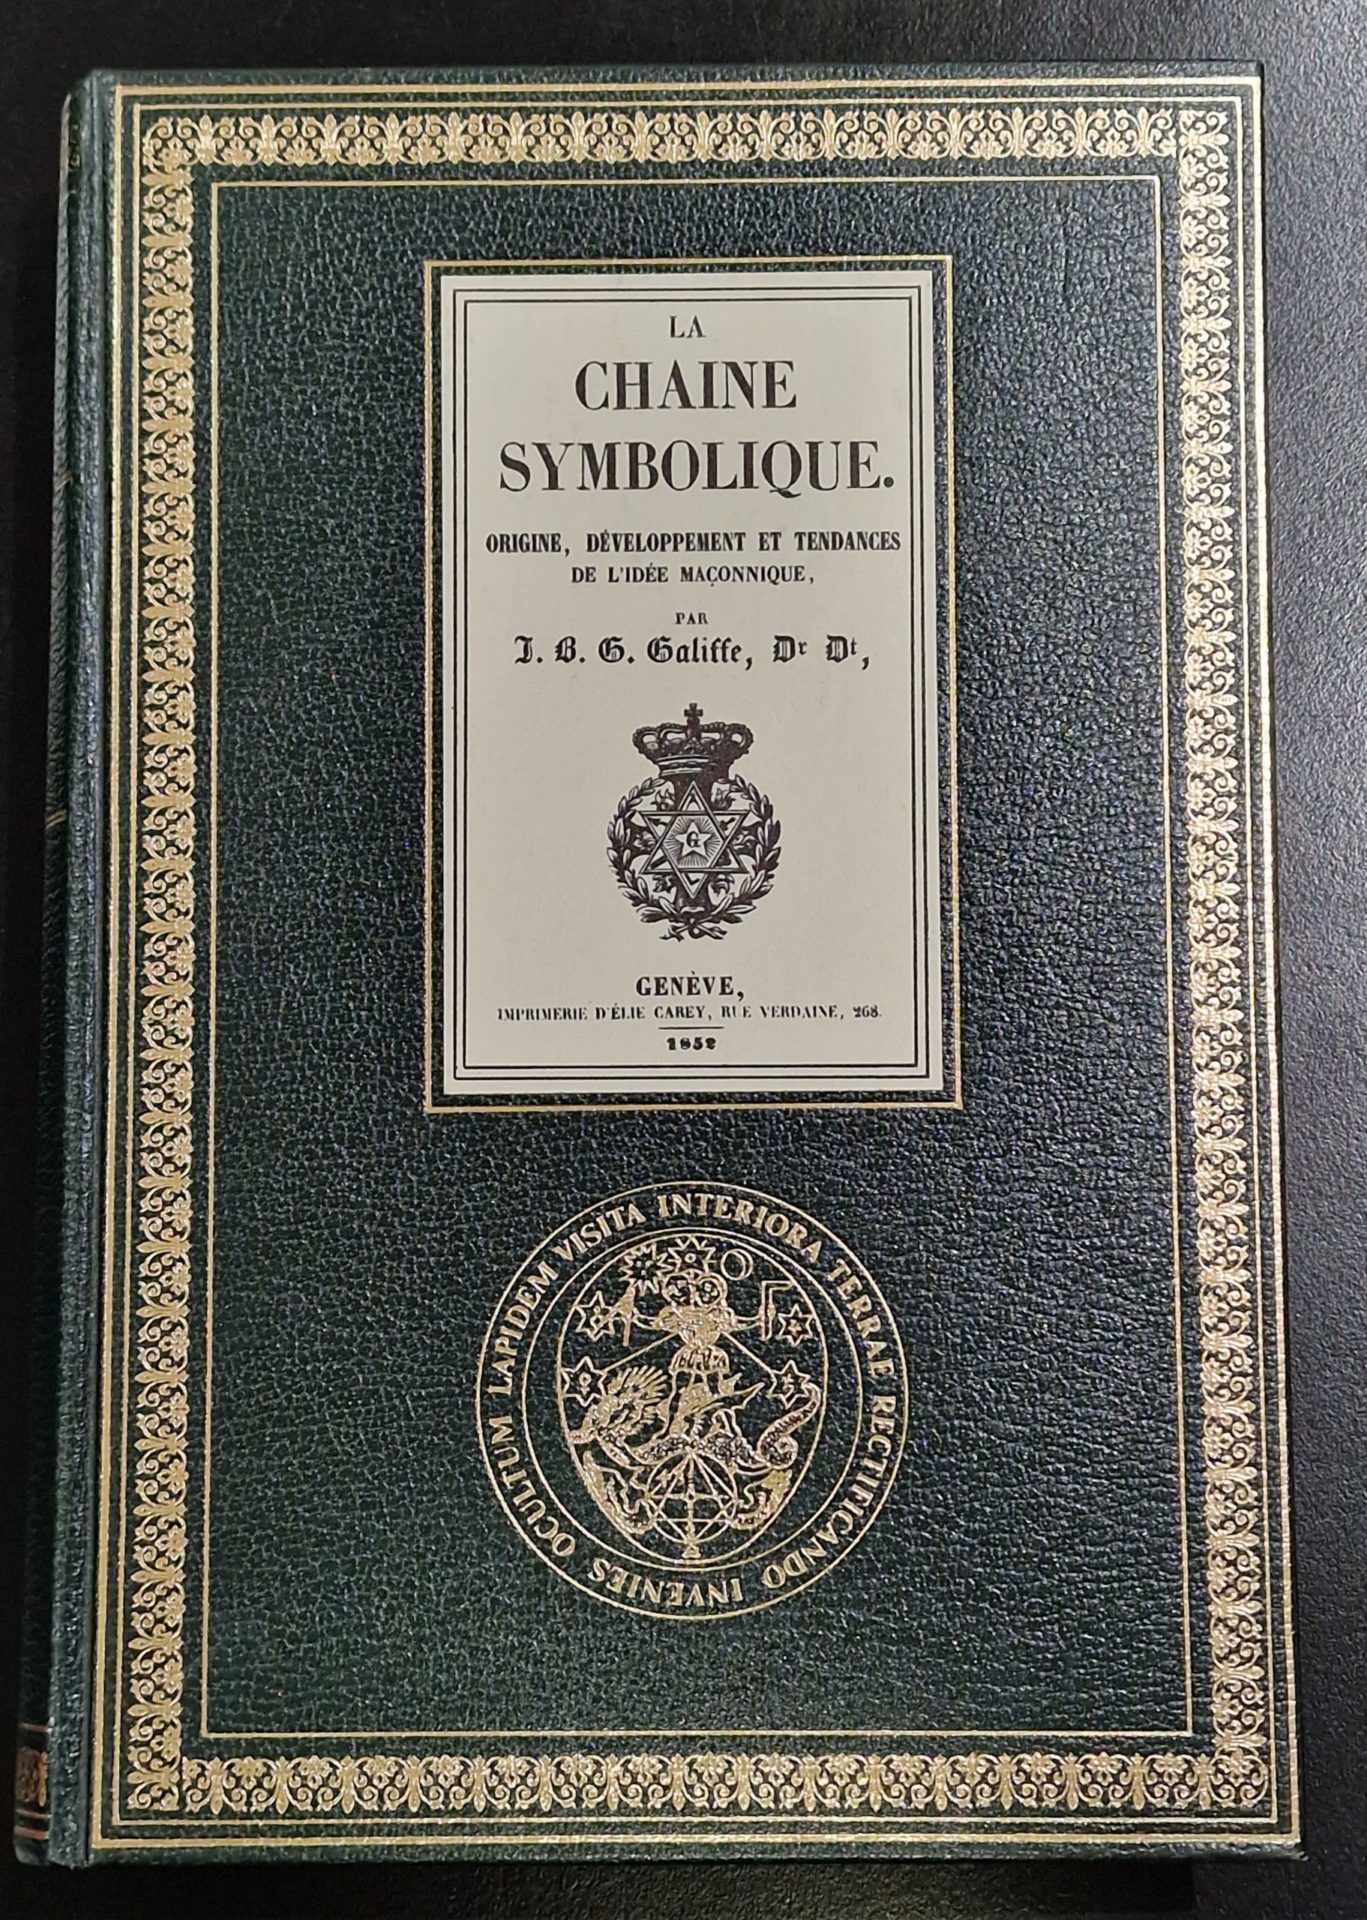 LA
CHAINE
SYMBOLIQUE.
ORIGINE, DÉVELOPPEMENT ET TENDANCES
DE L'IDÉE MAÇONNIQUE,
PAR
J. B. G. Galiffe, Dr Dt,
G
GENÈVE,
IMPRIMERIE D'ÉLIE CAREY, RUE VERDAINE, 268.
1852
VISITA INTERIORA TERRAE RECTIFICANDO INVENIES OCULTUM LAPIDEM